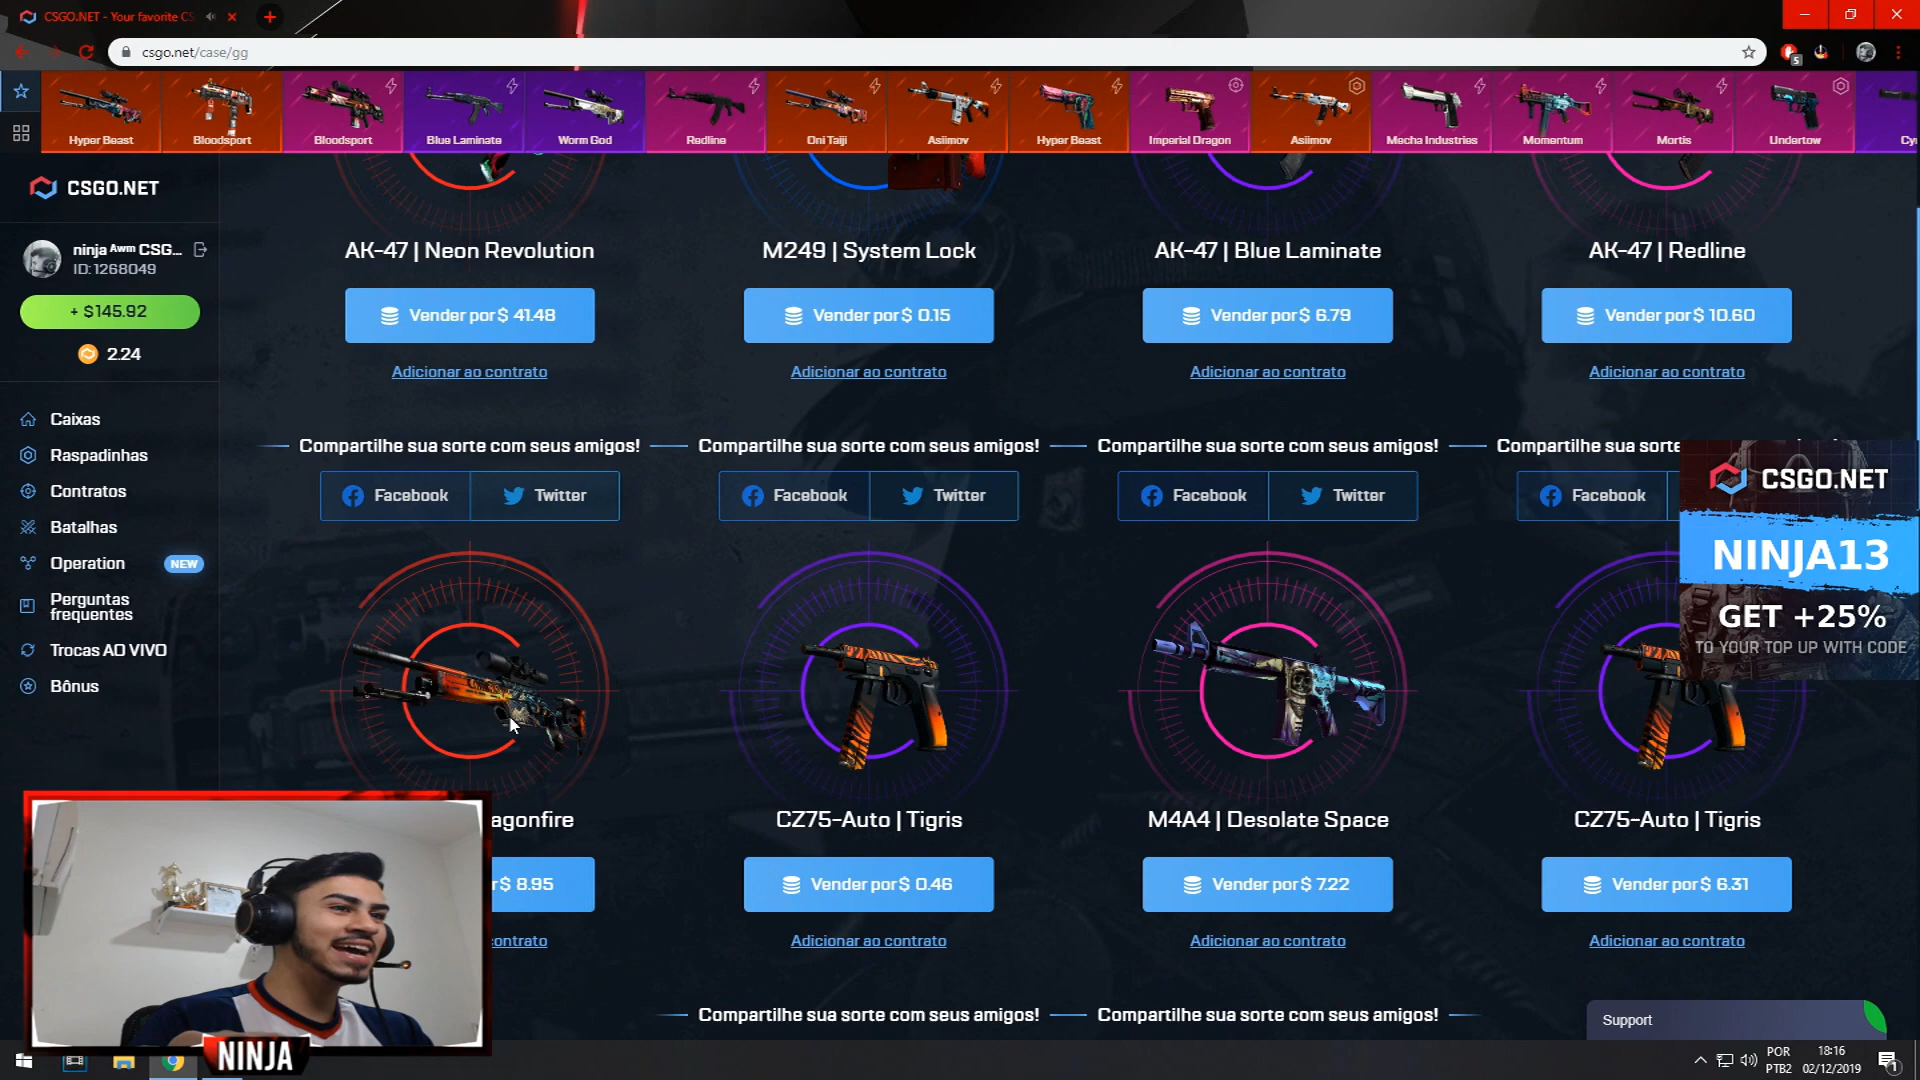 CSGO.NET - Your favorite CS
csgo.net/case/gg
5
Hyper Beast
Bloodsport
Bloodsport
Blue Laminate
Worm God
Redline
Oni Taiji
Asiimov
Hyper Beast
Imperial Dragon
Asiimov
Mecha Industries
Momentum
Mortis
Undertow
Cy
CSGO.NET
ninja Awm CSG...
ID:1268049
+ $145.92
2.24
Caixas
Raspadinhas
Contratos
Batalhas
Operation NEW
Perguntas
frequentes
Trocas AO VIVO
Bônus
AK-47 | Neon Revolution
M249 | System Lock
AK-47 | Blue Laminate
AK-47 | Redline
Vender por $ 41.48
Vender por $ 0.15
Vender por $ 6.79
Vender por $ 10.60
Adicionar ao contrato
Adicionar ao contrato
Adicionar ao contrato
Adicionar ao contrato
Compartilhe sua sorte com seus amigos!
Compartilhe sua sorte com seus amigos!
Compartilhe sua sorte com seus amigos!
Compartilhe sua sorte
Facebook Twitter
Facebook Twitter
Facebook Twitter
Facebook
CSGO.NET
NINJA13
GET +25%
TO YOUR TOP UP WITH CODE
agonfire
CZ75-Auto | Tigris
M4A4 | Desolate Space
CZ75-Auto | Tigris
r $ 8.95
Vender por $ 0.46
Vender por $ 7.22
Vender por $ 6.31
contrato
Adicionar ao contrato
Adicionar ao contrato
Adicionar ao contrato
Compartilhe sua sorte com seus amigos!
Compartilhe sua sorte com seus amigos!
Support
NINJA
POR
PTB2
18:16
02/12/2019
1